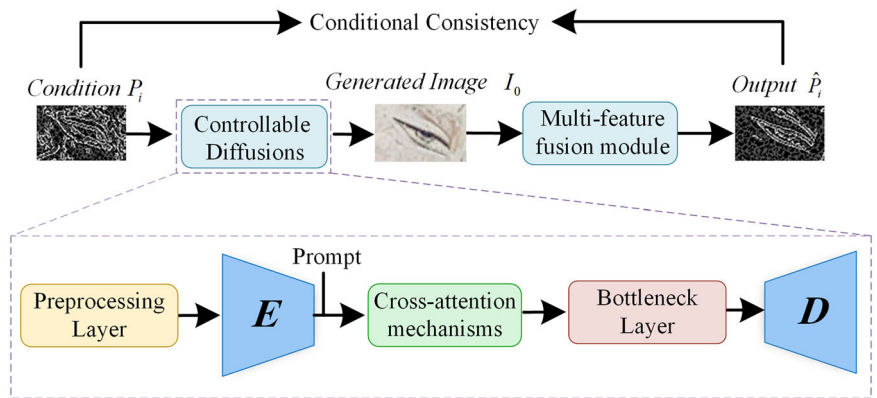 Conditional Consistency
Condition P_i
Generated Image I_0
Output P̂_i
Controllable
Diffusions
Multi-feature
fusion module
Prompt
Preprocessing
Layer
E
Cross-attention
mechanisms
Bottleneck
Layer
D